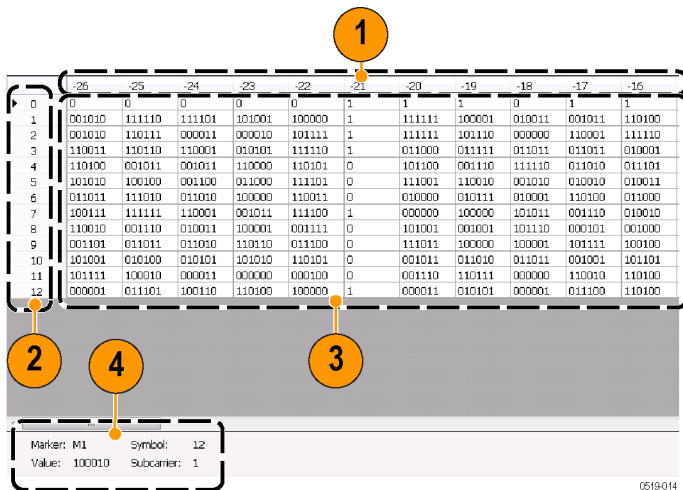 1
-26 -25 -24 -23 -22 -21 -20 -19 -18 -17 -16
0 0 0 0 0 0 1 1 1 1 1 1
1 001010 111110 111101 101001 100000 1 111111 100001 010011 001011 110100
2 001010 110111 000011 000010 101111 1 111111 101110 000000 110001 111110
3 110011 110110 110001 010101 111110 1 011000 011111 011011 011011 010001
4 110100 001011 001011 110000 110101 0 101100 001110 111110 011010 011101
5 101010 100100 001100 011000 111101 0 111001 110010 001010 010010 010011
6 011011 111010 011010 100000 110011 0 010000 010111 010001 110100 011000
7 100111 111111 110001 001011 111100 1 000000 100000 101011 001110 010010
8 110010 001110 010011 100001 001111 0 101001 001001 101110 000101 001000
9 001101 011011 011010 110110 011100 0 111011 100000 100001 101111 100100
10 101001 010100 010101 101010 110101 0 001011 011010 011011 001001 101101
11 101111 100010 000011 000000 000100 0 001110 110111 000000 110010 110100
12 000001 011101 100110 110100 100000 1 000011 010101 000001 011100 110100
2 4 3
Marker: M1 Symbol: 12
Value: 100010 Subcarrier: 1
0519-014